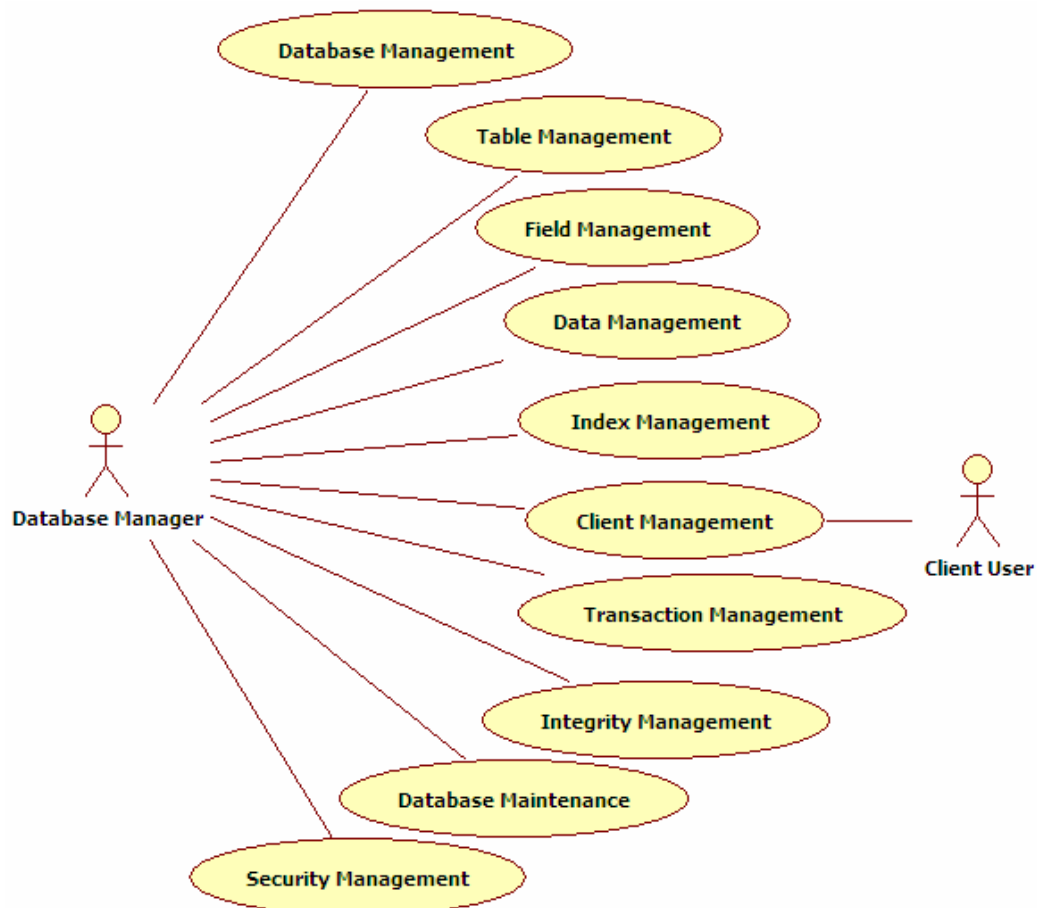 Database Management
Table Management
Field Management
Data Management
Index Management
Database Manager
Client Management
Client User
Transaction Management
Integrity Management
Database Maintenance
Security Management